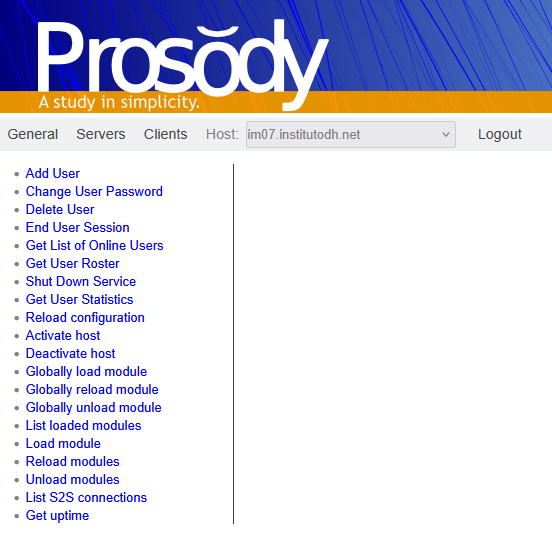 Prosŏdy
A study in simplicity.
General Servers Clients Host: im07.institutodh.net Logout
Add User
Change User Password
Delete User
End User Session
Get List of Online Users
Get User Roster
Shut Down Service
Get User Statistics
Reload configuration
Activate host
Deactivate host
Globally load module
Globally reload module
Globally unload module
List loaded modules
Load module
Reload modules
Unload modules
List S2S connections
Get uptime